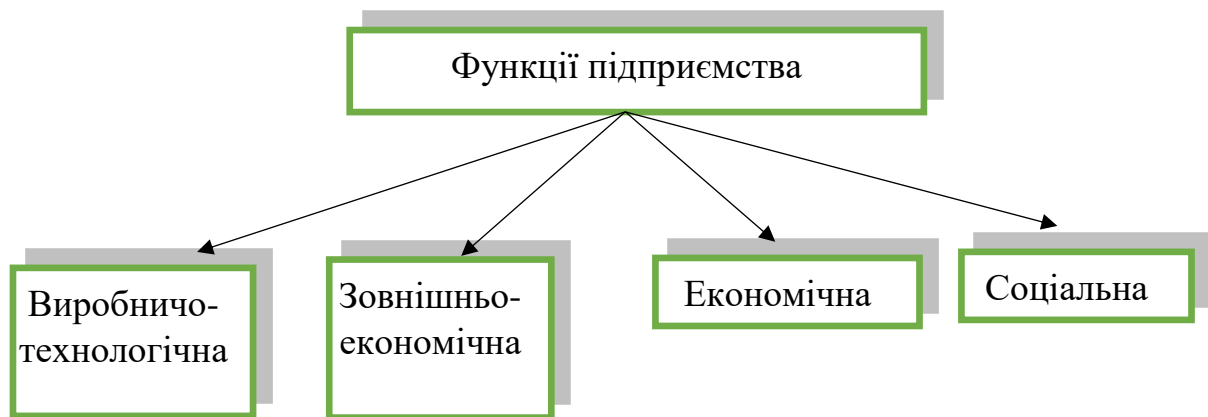 Функції підприємства
Виробничо-
технологічна
Зовнішньо-
економічна
Економічна
Соціальна